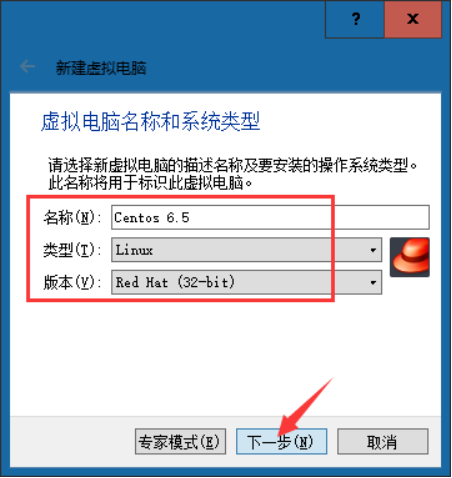 ?
x
新建虚拟电脑
虚拟电脑名称和系统类型
请选择新虚拟电脑的描述名称及要安装的操作系统类型。
此名称将用于标识此虚拟电脑。
名称(N): Centos 6.5
类型(T): Linux
版本(V): Red Hat (32-bit)
专家模式(E) 下一步(N) 取消